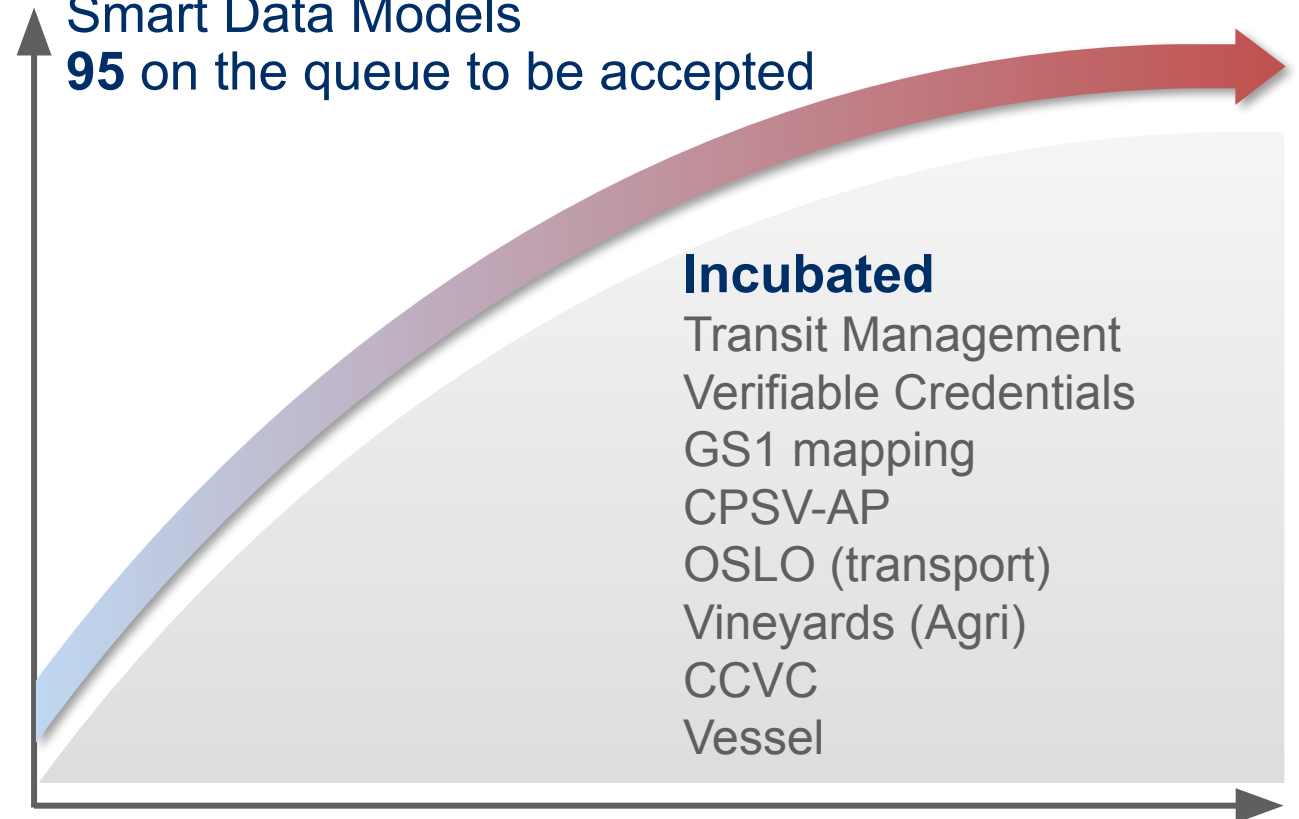 Smart Data Models
95 on the queue to be accepted
Incubated
Transit Management
Verifiable Credentials
GS1 mapping
CPSV-AP
OSLO (transport)
Vineyards (Agri)
CCVC
Vessel